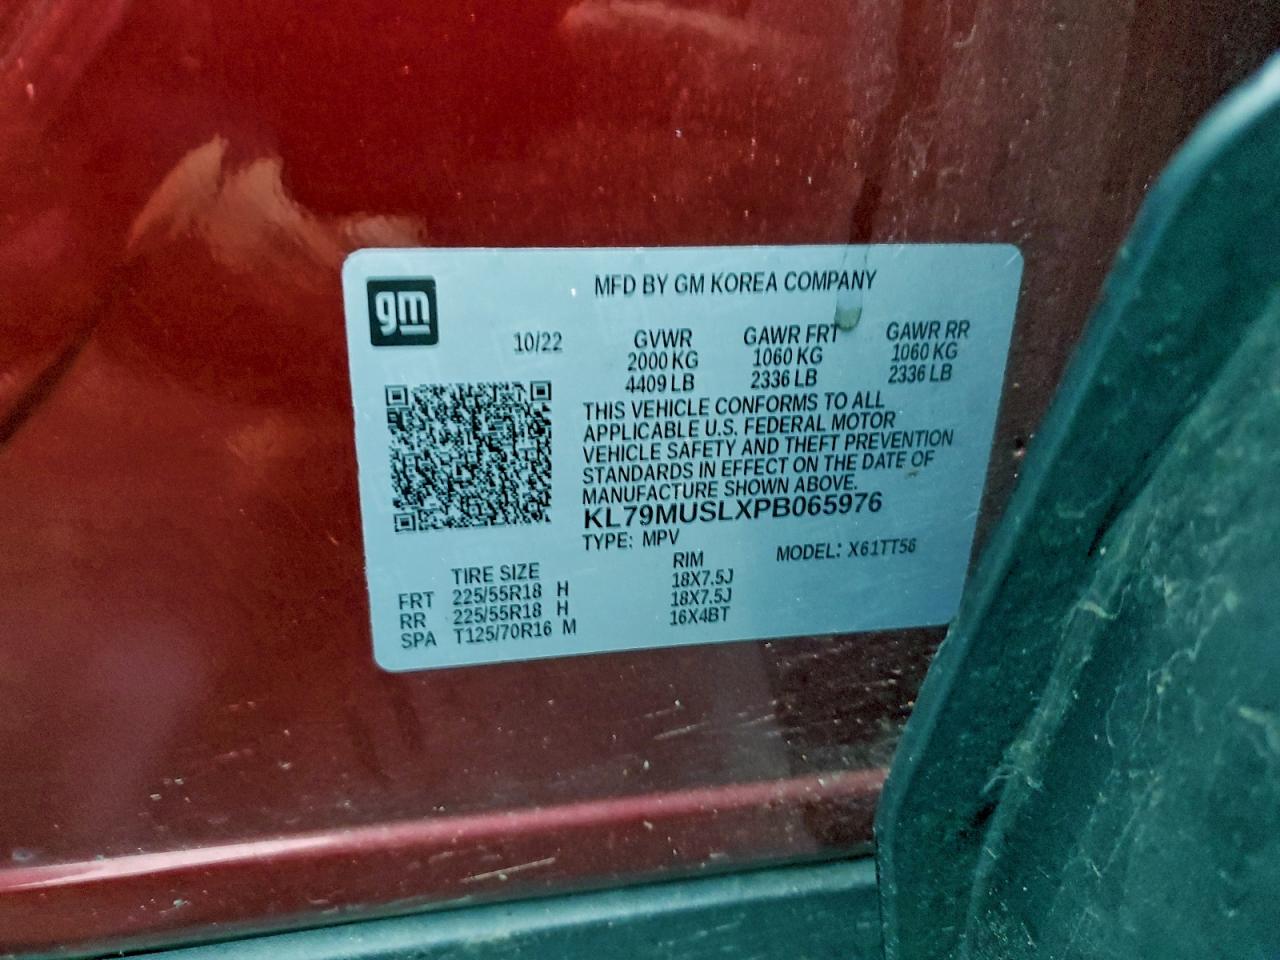 gm
MFD BY GM KOREA COMPANY
10/22
GVWR
2000 KG
4409 LB
GAWR FRT
1060 KG
2336 LB
GAWR RR
1060 KG
2336 LB
THIS VEHICLE CONFORMS TO ALL
APPLICABLE U.S. FEDERAL MOTOR
VEHICLE SAFETY AND THEFT PREVENTION
STANDARDS IN EFFECT ON THE DATE OF
MANUFACTURE SHOWN ABOVE.
KL79MUSLXPB065976
TYPE: MPV
MODEL: X61TT56
TIRE SIZE RIM
FRT 225/55R18 H 18X7.5J
RR 225/55R18 H 18X7.5J
SPA T125/70R16 M 16X4BT